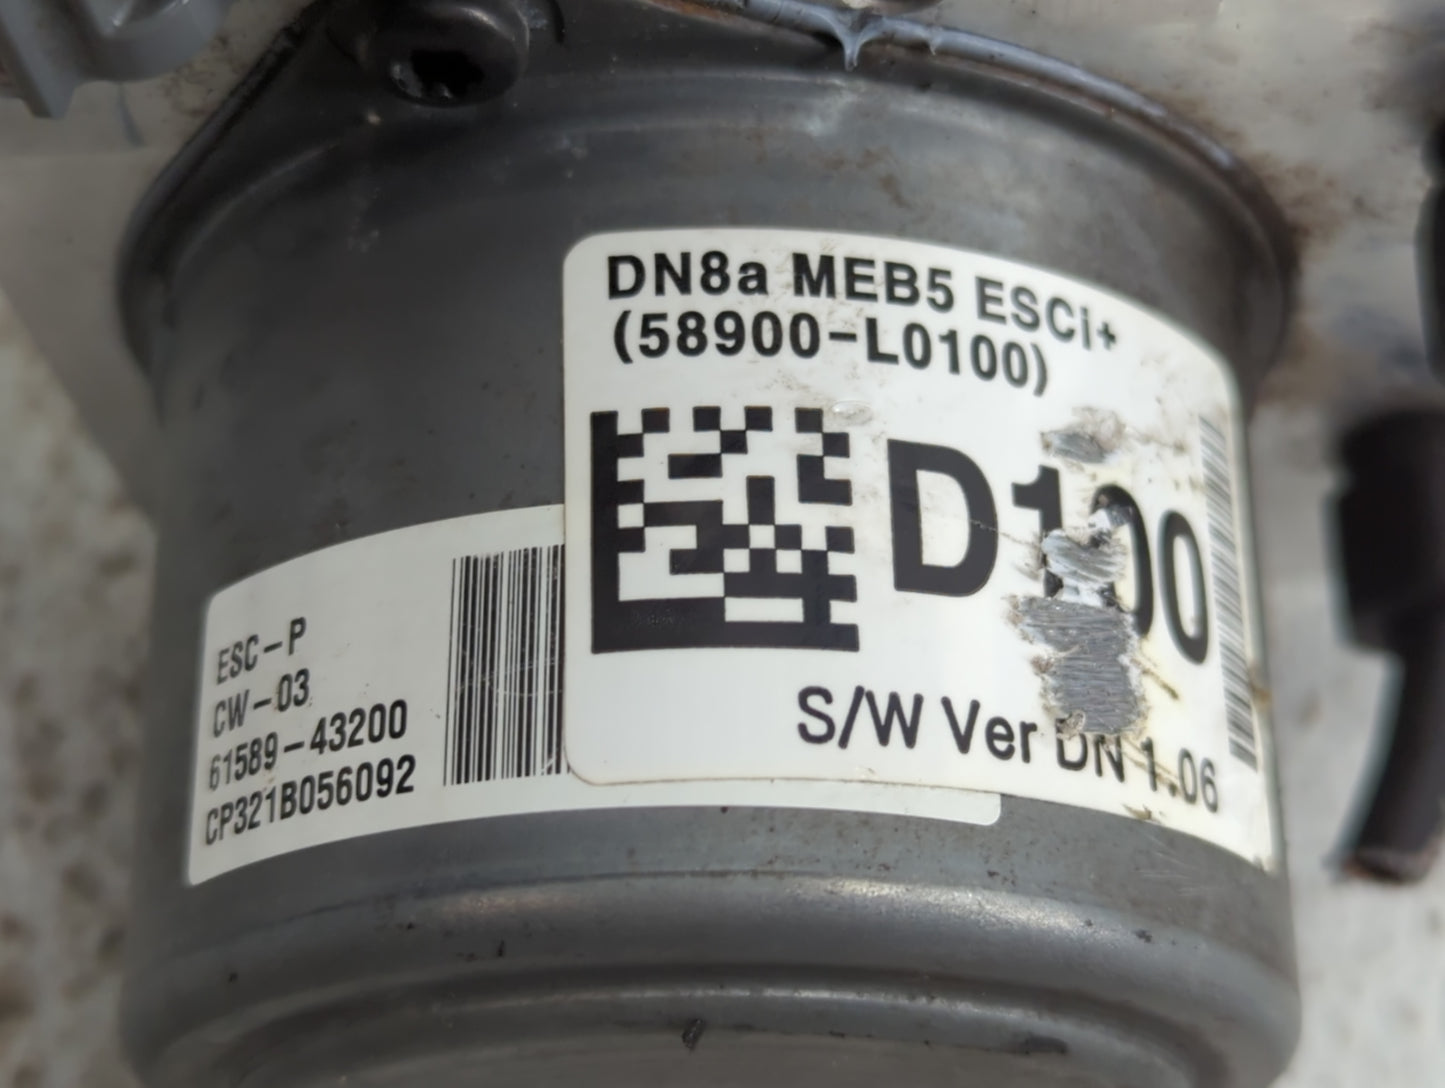 DN8a MEB5 ESCi+
(58900-L0100)
D100
S/W Ver DN 1.06
ESC-P
CW-03
61589-43200
CP321B056092